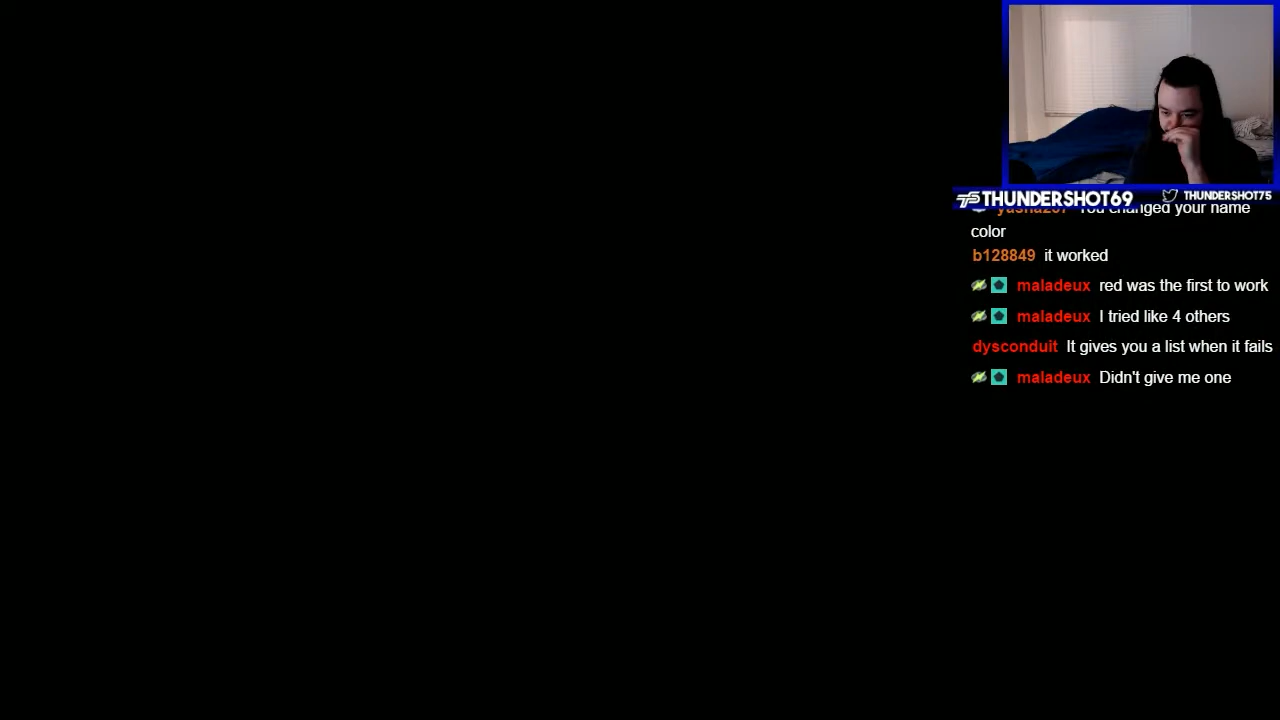 THUNDERSHOT69 THUNDERSHOT75
You changed your name
color
b128849 it worked
maladeux red was the first to work
maladeux I tried like 4 others
dysconduit It gives you a list when it fails
maladeux Didn't give me one